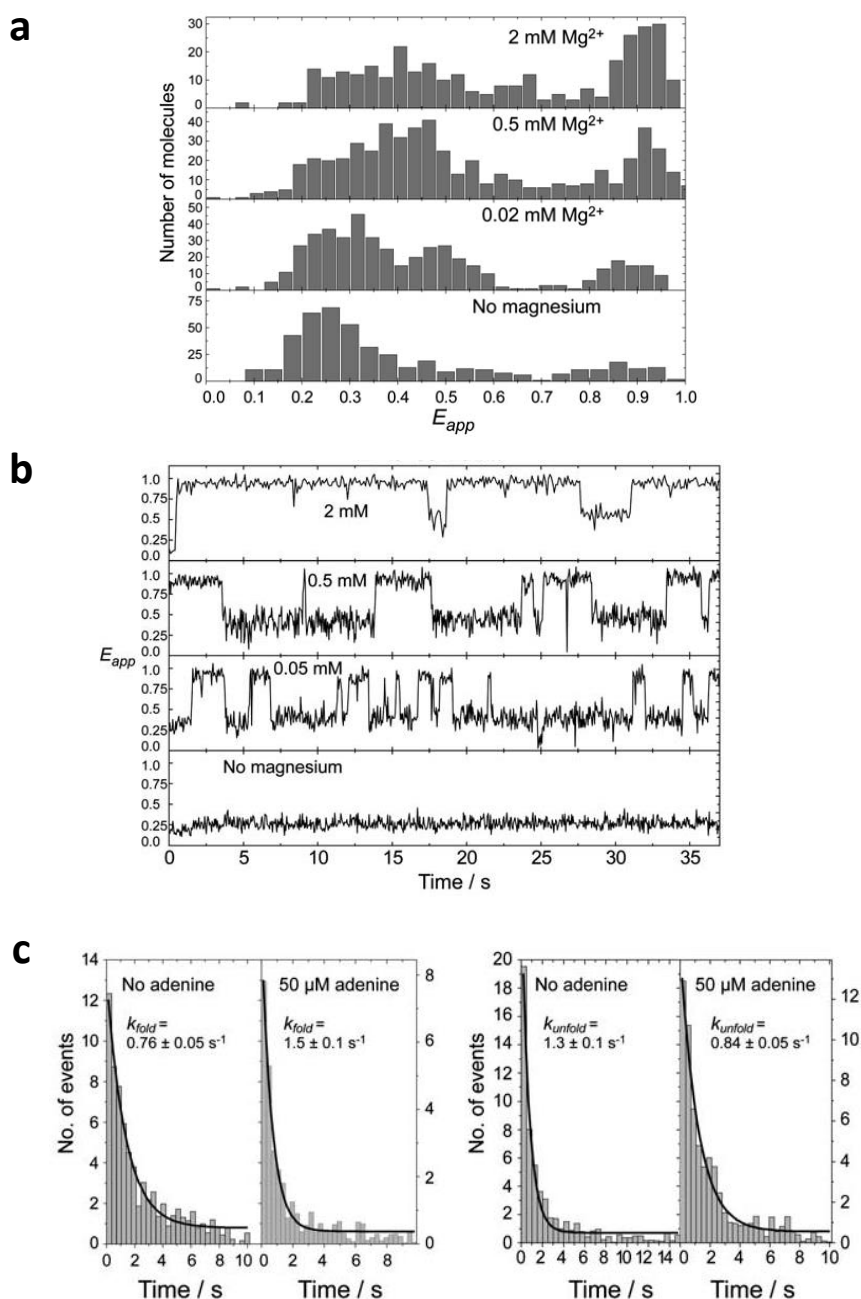 a
30
20
10
0
2 mM Mg²⁺
40
30
20
10
0
0.5 mM Mg²⁺
50
40
30
20
10
0
0.02 mM Mg²⁺
75
50
25
0
No magnesium
Number of molecules
0.0 0.1 0.2 0.3 0.4 0.5 0.6 0.7 0.8 0.9 1.0
E_app
b
1.0
0.75
0.5
0.25
0.0
2 mM
1.0
0.75
0.5
0.25
0.0
0.5 mM
E_app
1.0
0.75
0.5
0.25
0.0
0.05 mM
1.0
0.75
0.5
0.25
0.0
No magnesium
0 5 10 15 20 25 30 35
Time / s
c
14
12
10
8
6
4
2
0
No. of events
No adenine
k_fold =
0.76 ± 0.05 s⁻¹
0 2 4 6 8 10
Time / s
50 µM adenine
k_fold =
1.5 ± 0.1 s⁻¹
8
6
4
2
0
0 2 4 6 8
Time / s
20
18
16
14
12
10
8
6
4
2
0
No. of events
No adenine
k_unfold =
1.3 ± 0.1 s⁻¹
0 2 4 6 8 10 12 14
Time / s
50 µM adenine
k_unfold =
0.84 ± 0.05 s⁻¹
12
10
8
6
4
2
0
0 2 4 6 8 10
Time / s